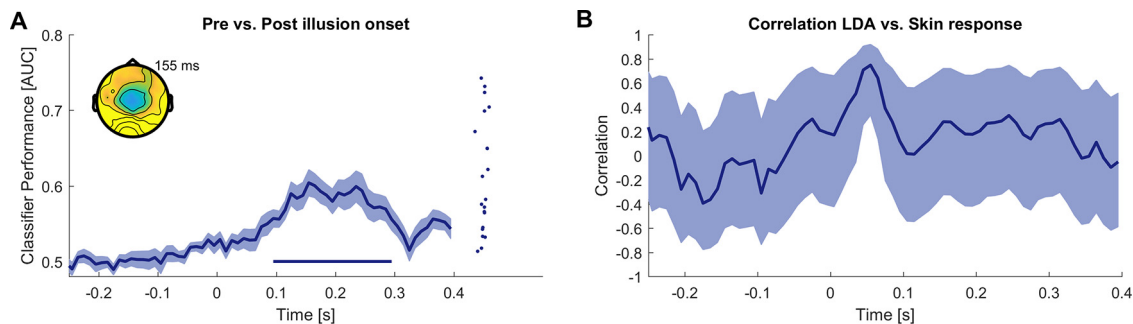 A
Pre vs. Post illusion onset
0.8
0.7
0.6
0.5
Classifier Performance [AUC]
155 ms
-0.2 -0.1 0 0.1 0.2 0.3 0.4
Time [s]
B
Correlation LDA vs. Skin response
1
0.8
0.6
0.4
0.2
0
-0.2
-0.4
-0.6
-0.8
-1
Correlation
-0.2 -0.1 0 0.1 0.2 0.3 0.4
Time [s]